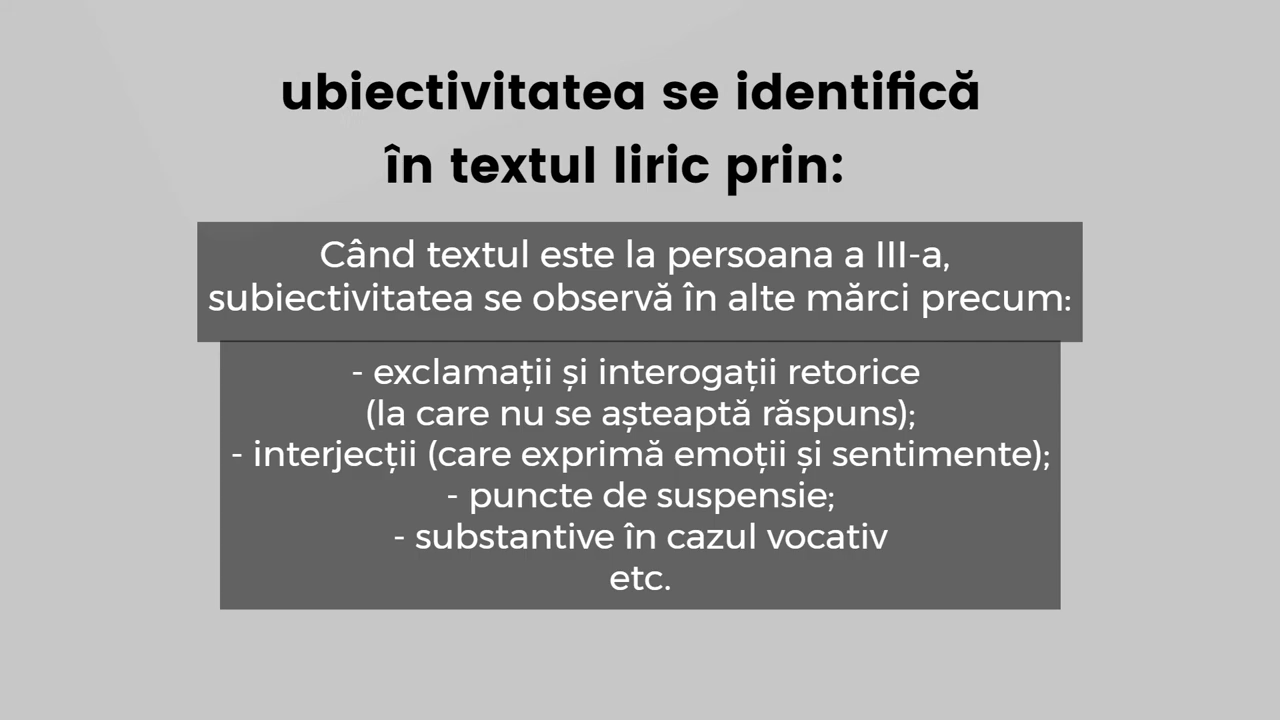 ubiectivitatea se identifică
în textul liric prin:
Când textul este la persoana a III-a,
subiectivitatea se observă în alte mărci precum:
- exclamații și interogații retorice
(la care nu se așteaptă răspuns);
- interjecții (care exprimă emoții și sentimente);
- puncte de suspensie;
- substantive în cazul vocativ
etc.